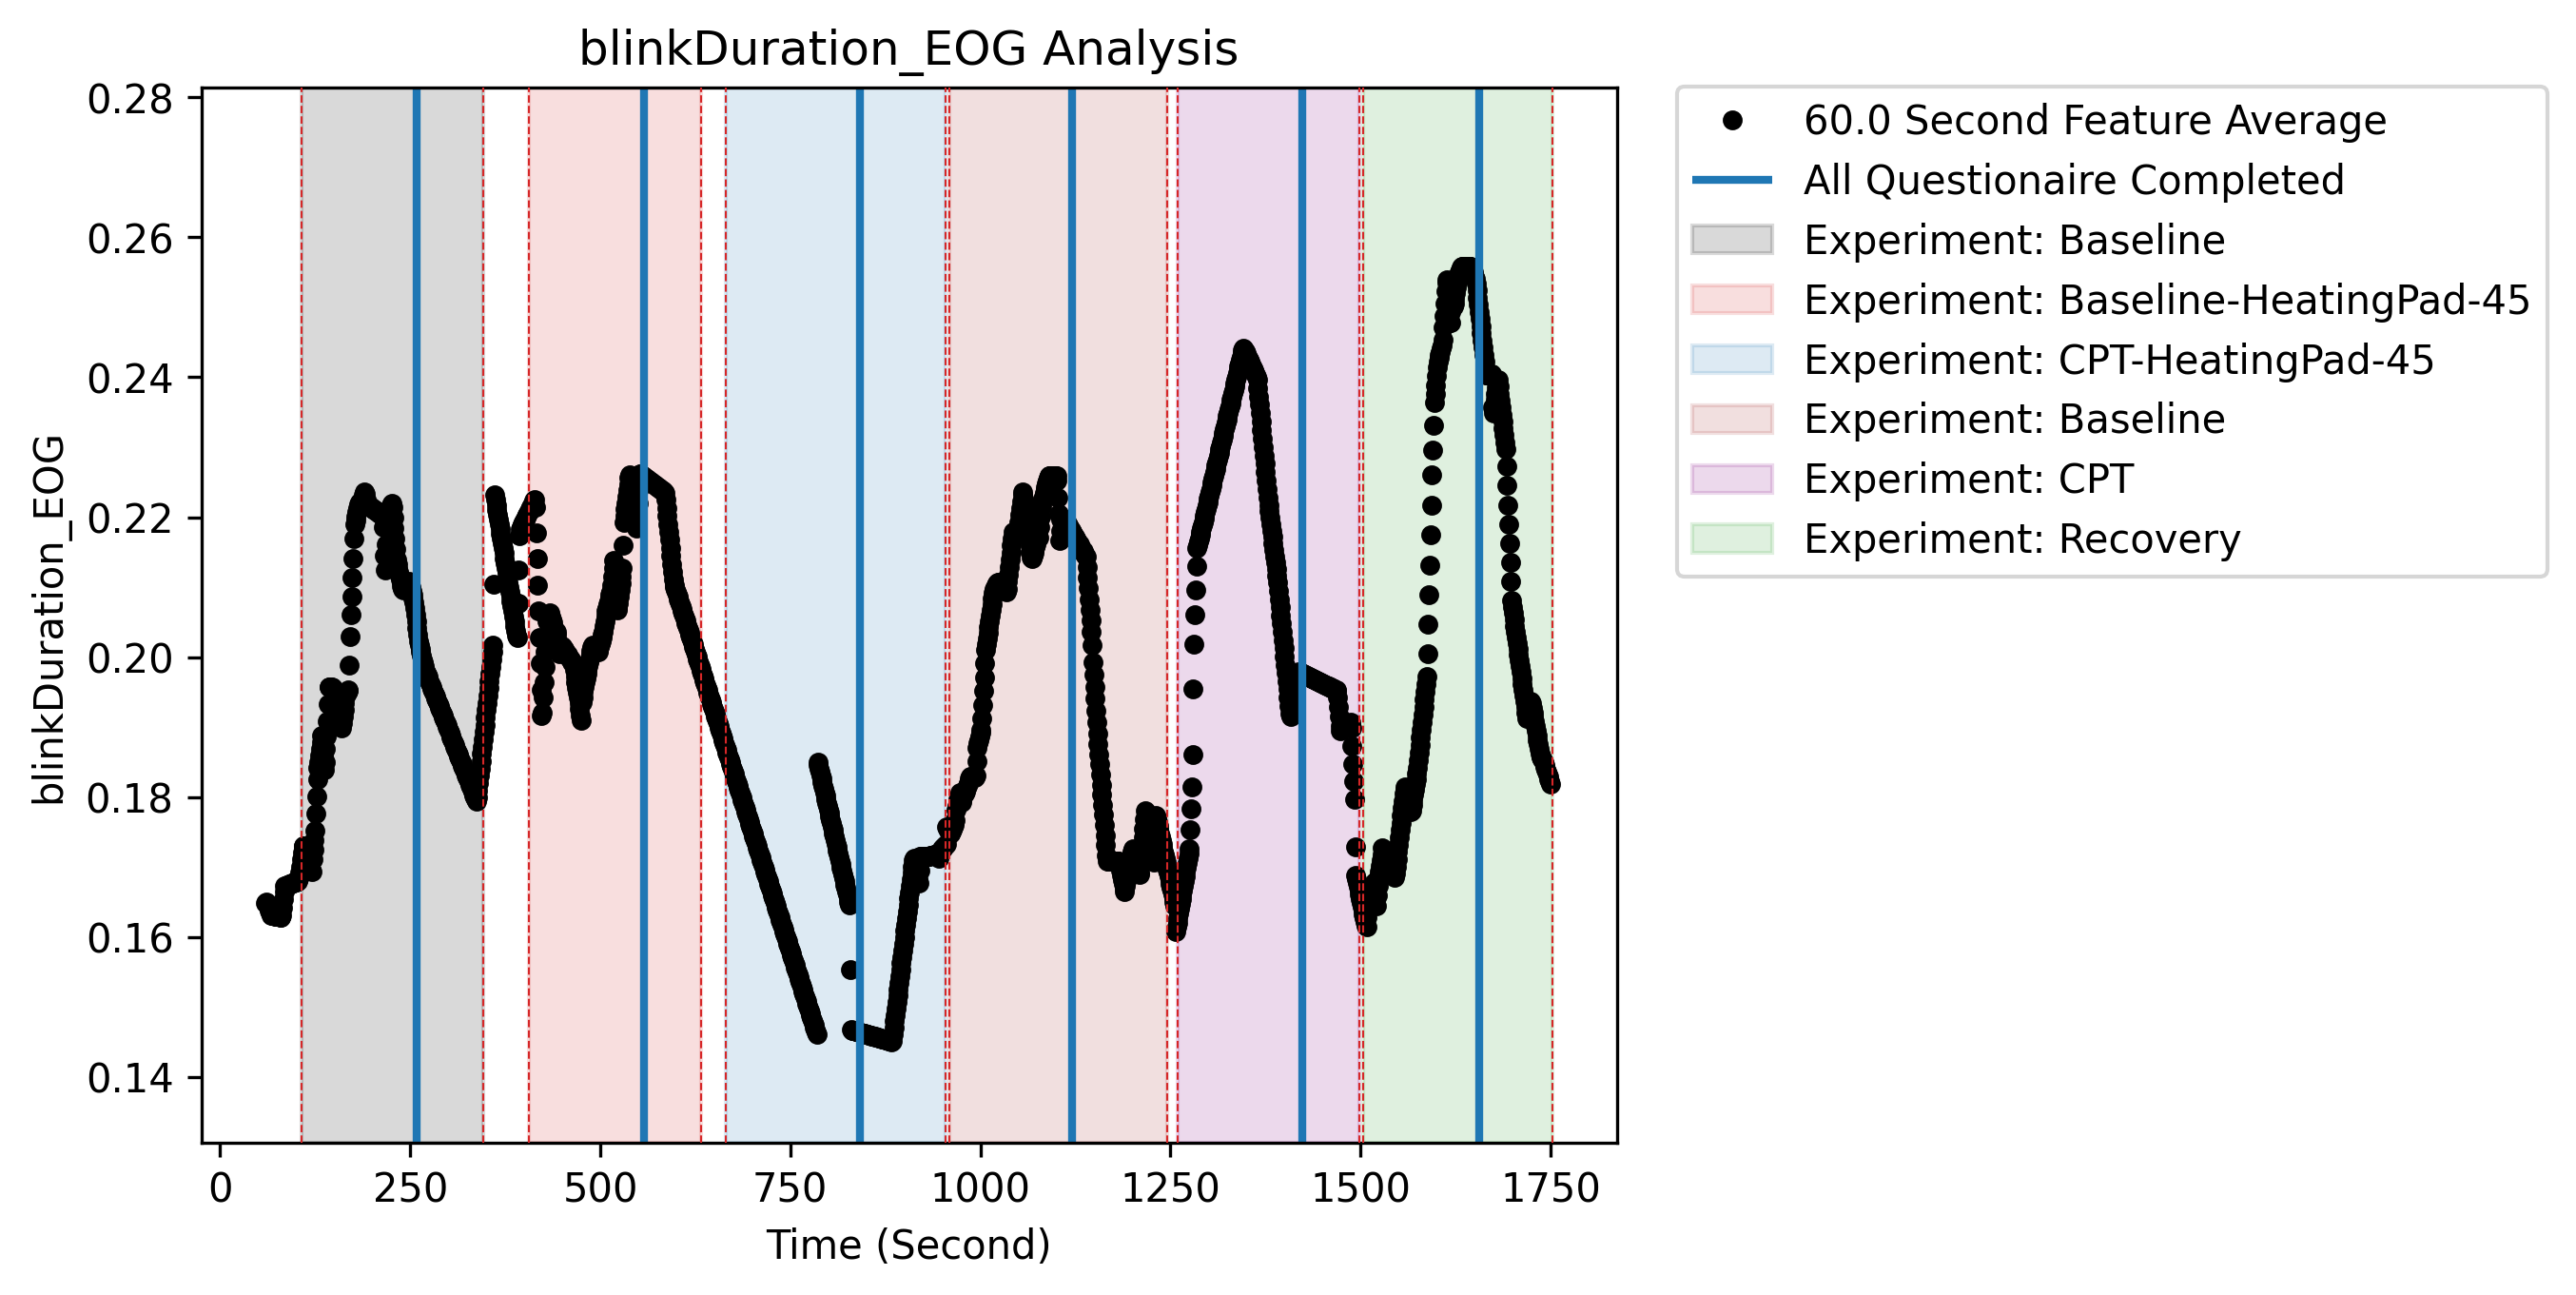 blinkDuration_EOG Analysis
0.28
0.26
0.24
0.22
0.20
0.18
0.16
0.14
blinkDuration_EOG
0 250 500 750 1000 1250 1500 1750
Time (Second)
60.0 Second Feature Average
All Questionaire Completed
Experiment: Baseline
Experiment: Baseline-HeatingPad-45
Experiment: CPT-HeatingPad-45
Experiment: Baseline
Experiment: CPT
Experiment: Recovery